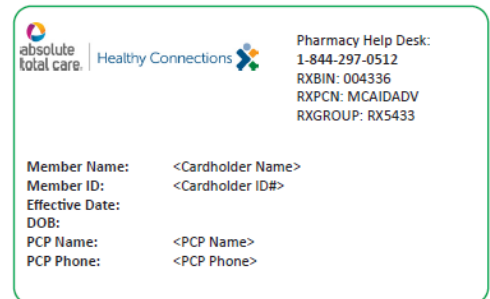 absolute
total care.
Healthy Connections
Pharmacy Help Desk:
1-844-297-0512
RXBIN: 004336
RXPCN: MCAIDADV
RXGROUP: RX5433
Member Name: <Cardholder Name>
Member ID: <Cardholder ID#>
Effective Date:
DOB:
PCP Name: <PCP Name>
PCP Phone: <PCP Phone>